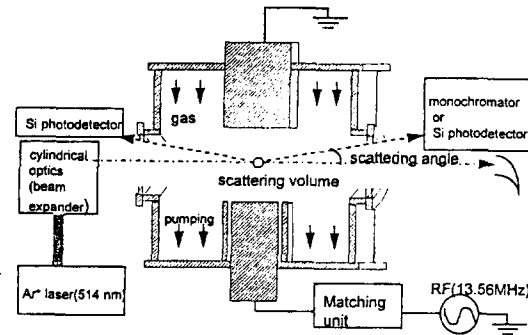 gas
Si photodetector
monochromator
or
Si photodetector
cylindrical
optics
(beam
expander)
scattering angle
scattering volume
pumping
Ar⁺ laser(514 nm)
Matching
unit
RF(13.56MHz)